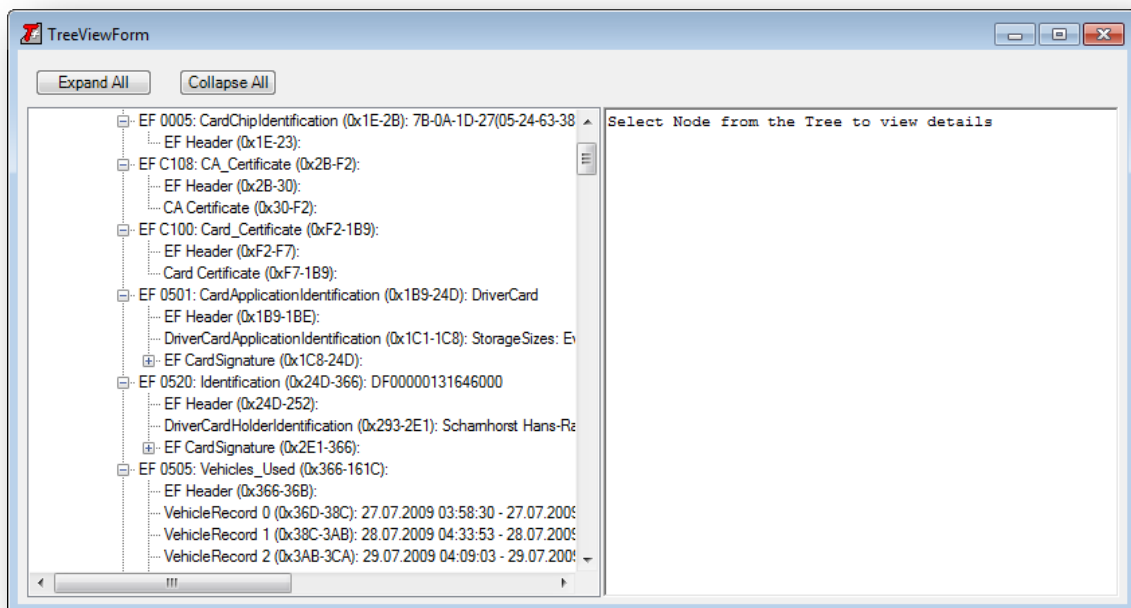 TreeViewForm
Expand All
Collapse All
EF 0005: CardChipIdentification (0x1E-2B): 7B-0A-1D-27(05-24-63-38
EF Header (0x1E-23):
EF C108: CA_Certificate (0x2B-F2):
EF Header (0x2B-30):
CA Certificate (0x30-F2):
EF C100: Card_Certificate (0xF2-1B9):
EF Header (0xF2-F7):
Card Certificate (0xF7-1B9):
EF 0501: CardApplicationIdentification (0x1B9-24D): DriverCard
EF Header (0x1B9-1BE):
DriverCardApplicationIdentification (0x1C1-1C8): StorageSizes: Ev
EF CardSignature (0x1C8-24D):
EF 0520: Identification (0x24D-366): DF00000131646000
EF Header (0x24D-252):
DriverCardHolderIdentification (0x293-2E1): Scharnhorst Hans-Ra
EF CardSignature (0x2E1-366):
EF 0505: Vehicles_Used (0x366-161C):
EF Header (0x366-36B):
VehicleRecord 0 (0x36D-38C): 27.07.2009 03:58:30 - 27.07.2009
VehicleRecord 1 (0x38C-3AB): 28.07.2009 04:33:53 - 28.07.2009
VehicleRecord 2 (0x3AB-3CA): 29.07.2009 04:09:03 - 29.07.2009
Select Node from the Tree to view details